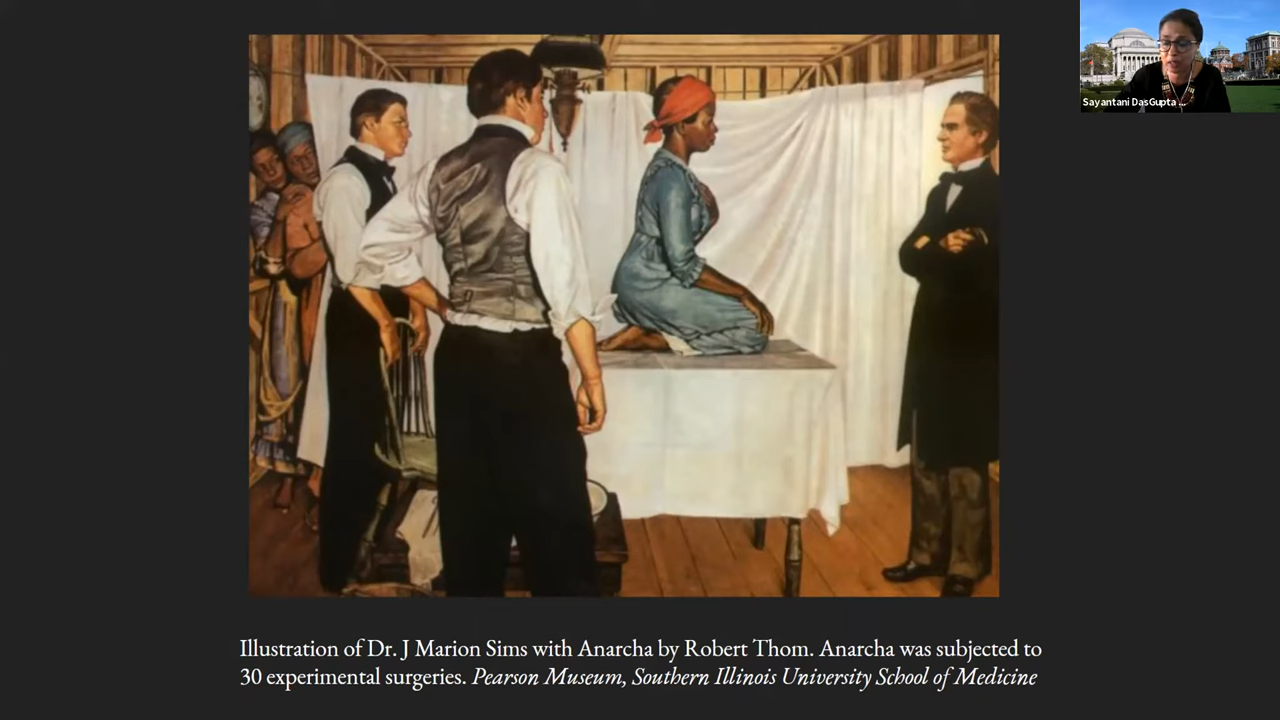 Sayantani DasGupta ...
Illustration of Dr. J Marion Sims with Anarcha by Robert Thom. Anarcha was subjected to
30 experimental surgeries. Pearson Museum, Southern Illinois University School of Medicine